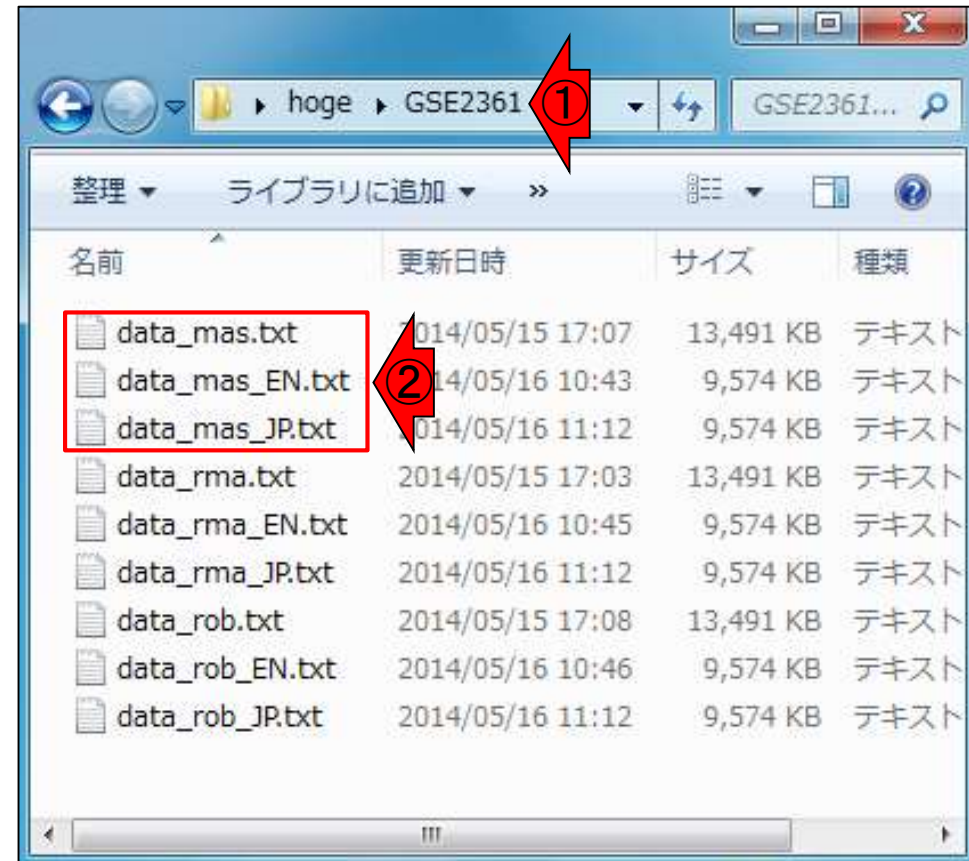 hoge ▸ GSE2361 ① GSE2361...
整理 ライブラリに追加 »
名前 更新日時 サイズ 種類
data_mas.txt 2014/05/15 17:07 13,491 KB テキスト
data_mas_EN.txt ② 14/05/16 10:43 9,574 KB テキスト
data_mas_JP.txt 2014/05/16 11:12 9,574 KB テキスト
data_rma.txt 2014/05/15 17:03 13,491 KB テキスト
data_rma_EN.txt 2014/05/16 10:45 9,574 KB テキスト
data_rma_JP.txt 2014/05/16 11:12 9,574 KB テキスト
data_rob.txt 2014/05/15 17:08 13,491 KB テキスト
data_rob_EN.txt 2014/05/16 10:46 9,574 KB テキスト
data_rob_JP.txt 2014/05/16 11:12 9,574 KB テキスト